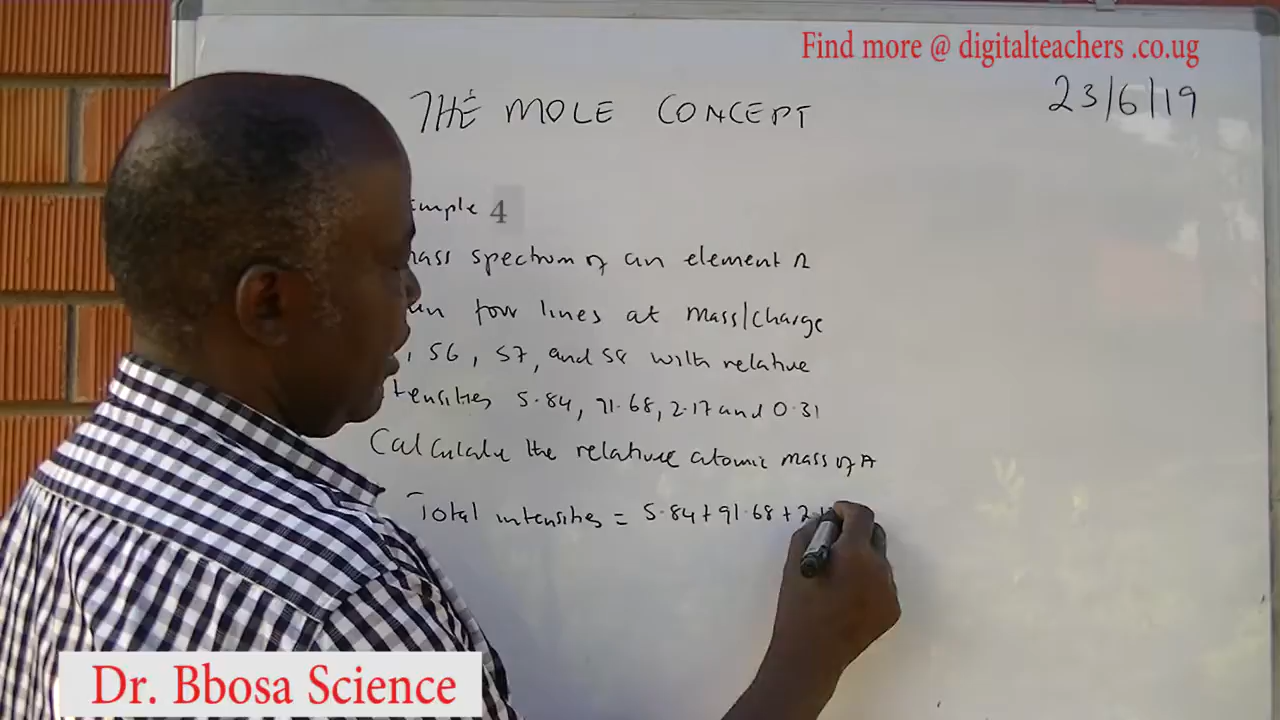 Find more @ digitalteachers .co.ug
23/6/19
THE MOLE CONCEPT
4
spectrum of an element A
four lines at mass/charge
, 56, 57, and 58 with relative
5.84, 91.68, 2.17 and 0.31
Calculate the relative atomic mass of A
Total intensities = 5.84 + 91.68 +
Dr. Bbosa Science